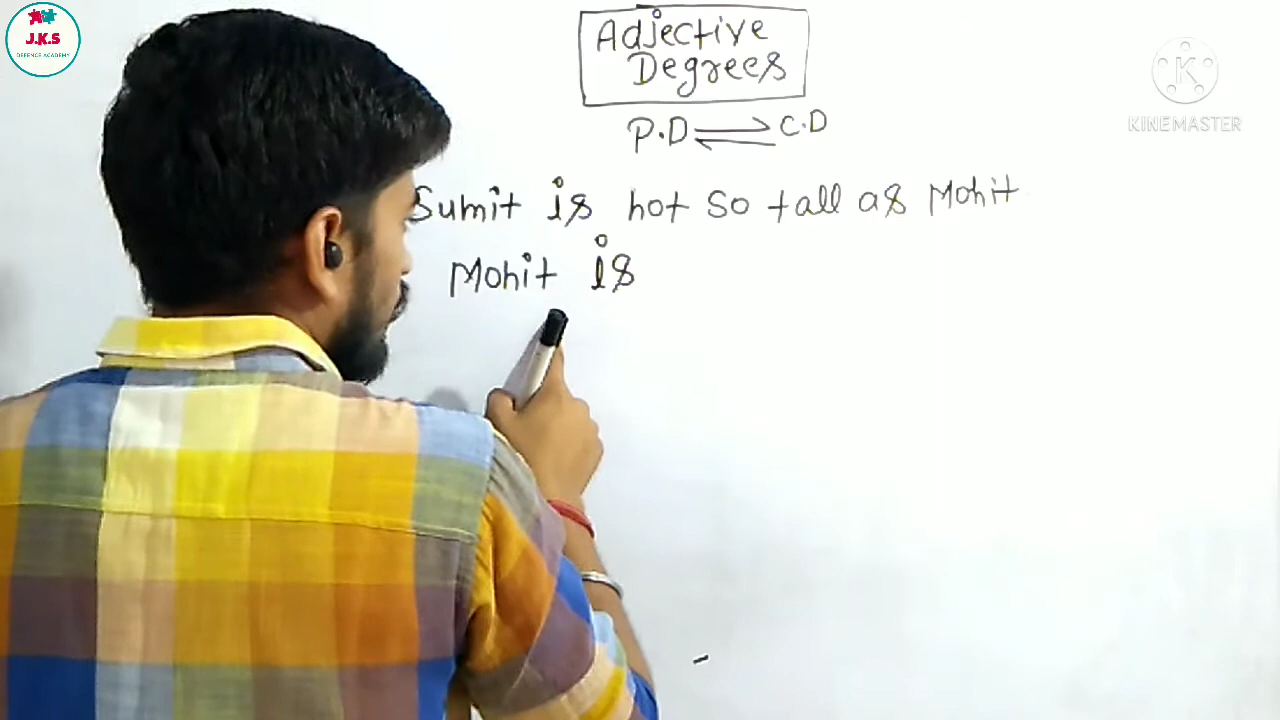 J.K.S
DEFENCE ACADEMY
Adjective
Degrees
P.D ⇌ C.D
Sumit is not so tall as Mohit
Mohit is
K
KINEMASTER